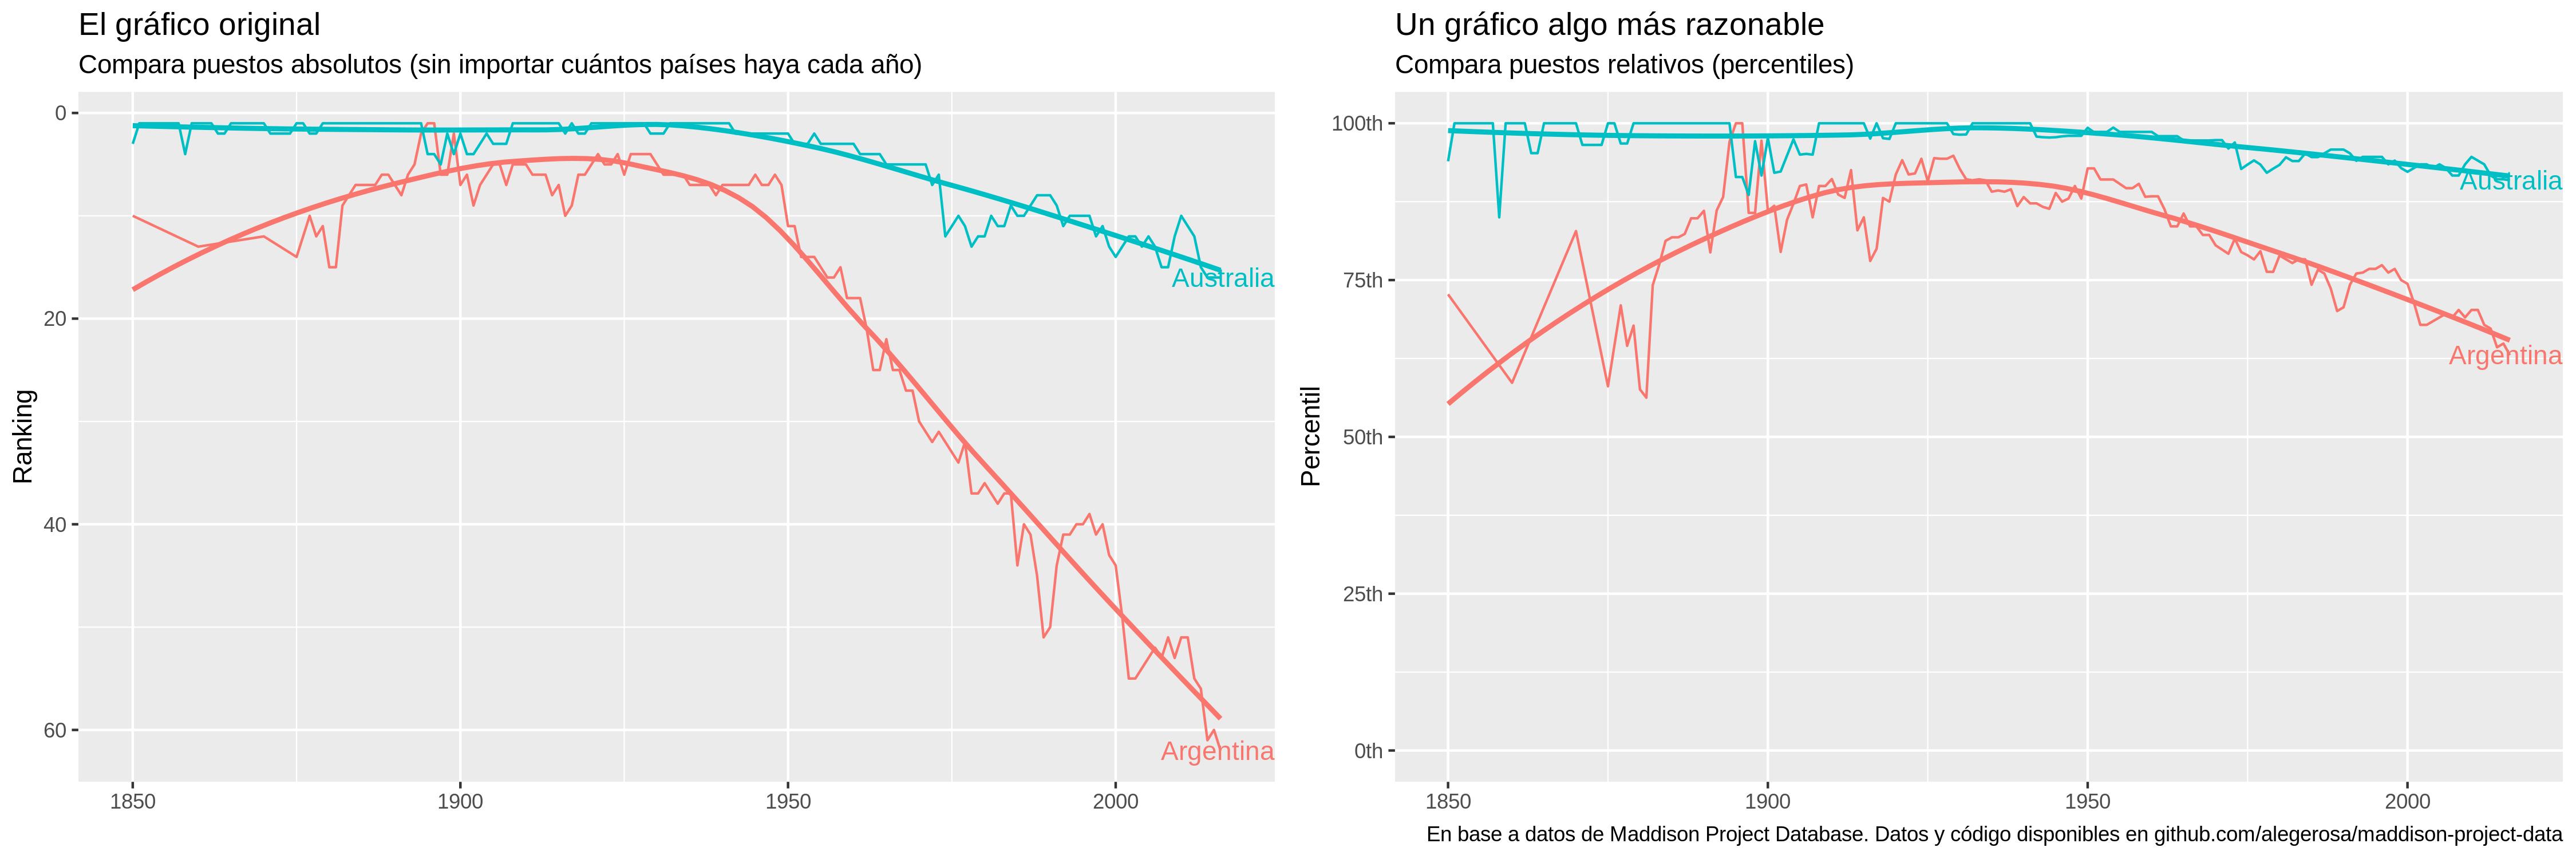 El gráfico original
Compara puestos absolutos (sin importar cuántos países haya cada año)
Ranking
0
20
40
60
1850
1900
1950
2000
Australia
Argentina
Un gráfico algo más razonable
Compara puestos relativos (percentiles)
Percentil
100th
75th
50th
25th
0th
1850
1900
1950
2000
Australia
Argentina
En base a datos de Maddison Project Database. Datos y código disponibles en github.com/alegerosa/maddison-project-data